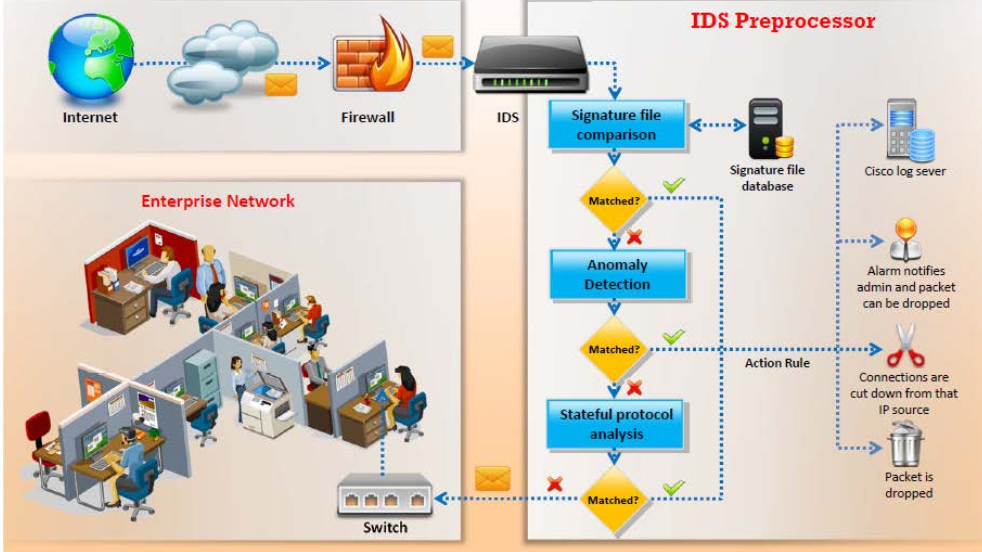 IDS Preprocessor
Internet
Firewall
IDS
Signature file
comparison
Signature file
database
Cisco log sever
Matched?
Enterprise Network
Anomaly
Detection
Alarm notifies
admin and packet
can be dropped
Matched?
Action Rule
Connections are
cut down from that
IP source
Stateful protocol
analysis
Matched?
Packet is
dropped
Switch